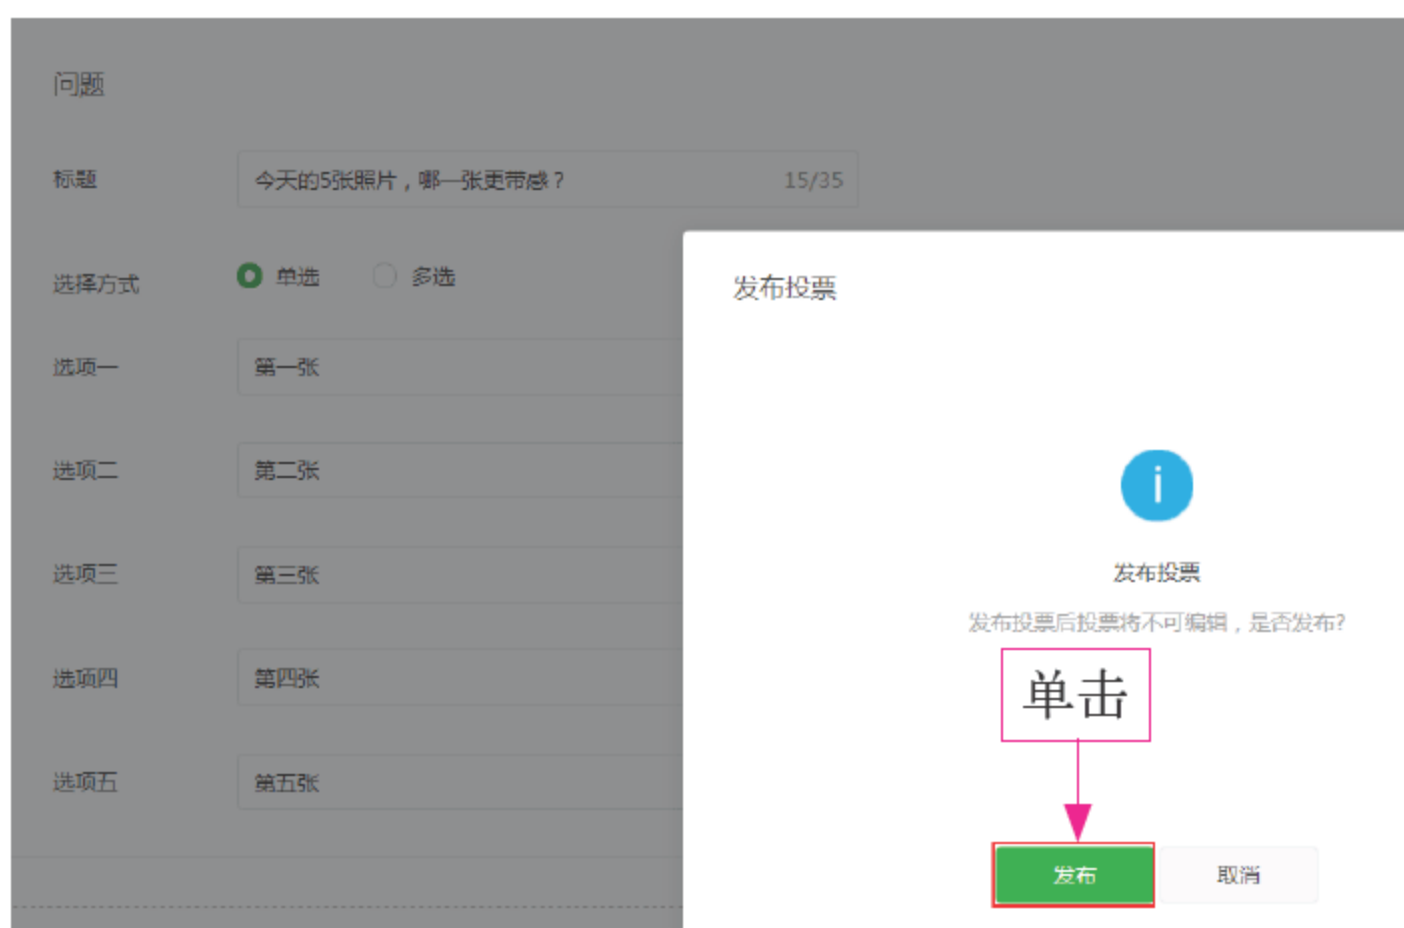 问题
标题
今天的5张照片，哪一张更带感？
15/35
选择方式
单选
多选
选项一
第一张
选项二
第二张
选项三
第三张
选项四
第四张
选项五
第五张
发布投票
i
发布投票
发布投票后投票将不可编辑，是否发布?
单击
发布
取消